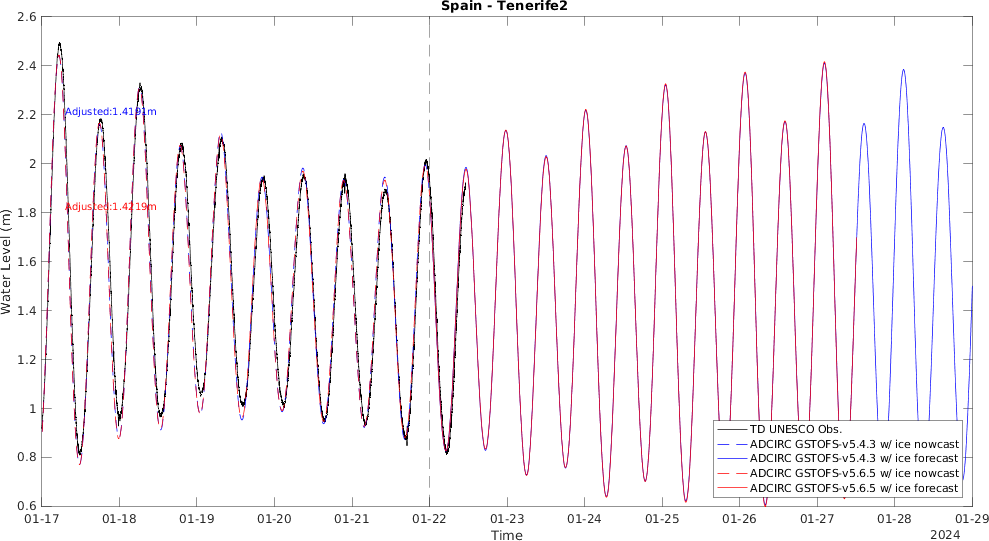 Spain - Tenerife2
2.6
2.4
2.2
2
1.8
1.6
1.4
1.2
1
0.8
0.6
Water Level (m)
Adjusted:1.4191m
Adjusted:1.4219m
TD UNESCO Obs.
ADCIRC GSTOFS-v5.4.3 w/ ice nowcast
ADCIRC GSTOFS-v5.4.3 w/ ice forecast
ADCIRC GSTOFS-v5.6.5 w/ ice nowcast
ADCIRC GSTOFS-v5.6.5 w/ ice forecast
01-17 01-18 01-19 01-20 01-21 01-22 01-23 01-24 01-25 01-26 01-27 01-28 01-29
Time
2024